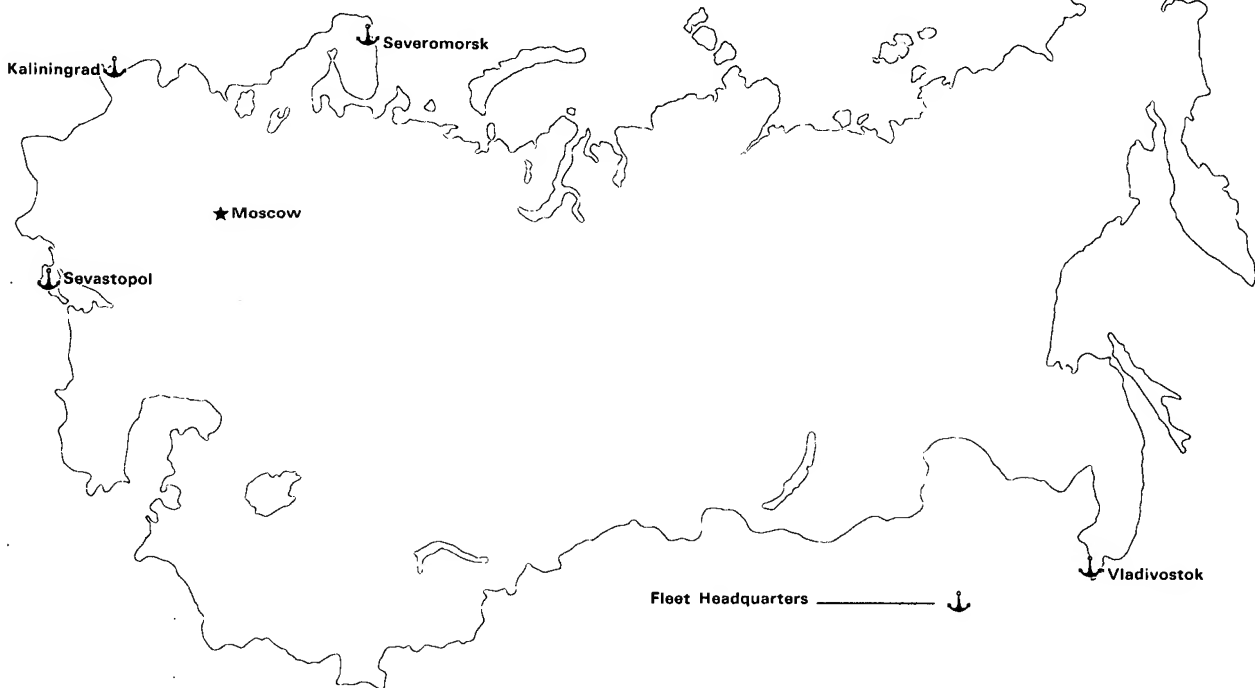 Severomorsk
Kaliningrad
Moscow
Sevastopol
Vladivostok
Fleet Headquarters